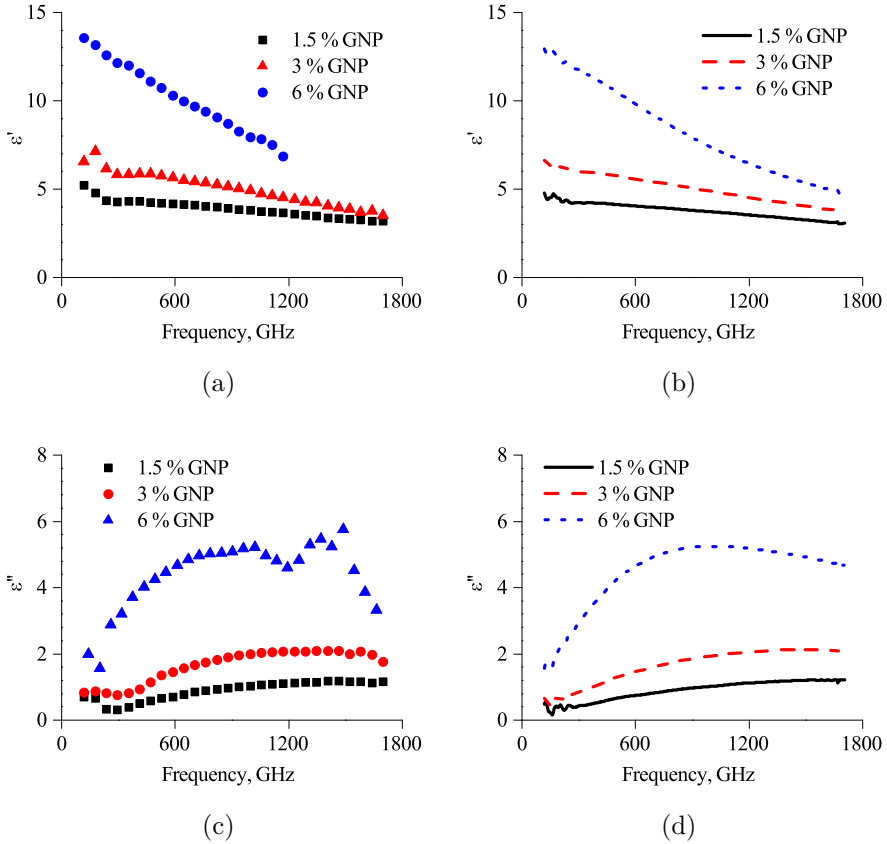 15
10
5
0
ε'
1.5 % GNP
3 % GNP
6 % GNP
0
600
1200
1800
Frequency, GHz
(a)
15
10
5
0
ε'
1.5 % GNP
3 % GNP
6 % GNP
0
600
1200
1800
Frequency, GHz
(b)
8
6
4
2
0
ε"
1.5 % GNP
3 % GNP
6 % GNP
0
600
1200
1800
Frequency, GHz
(c)
8
6
4
2
0
ε"
1.5 % GNP
3 % GNP
6 % GNP
0
600
1200
1800
Frequency, GHz
(d)